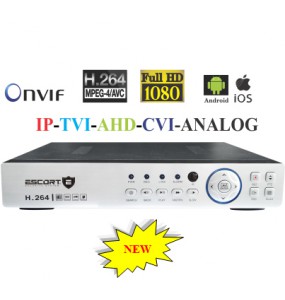 ONVIF
H.264
MPEG-4/AVC
Full HD
1080
Android
iOS
IP-TVI-AHD-CVI-ANALOG
ESCORT
H.264
NEW